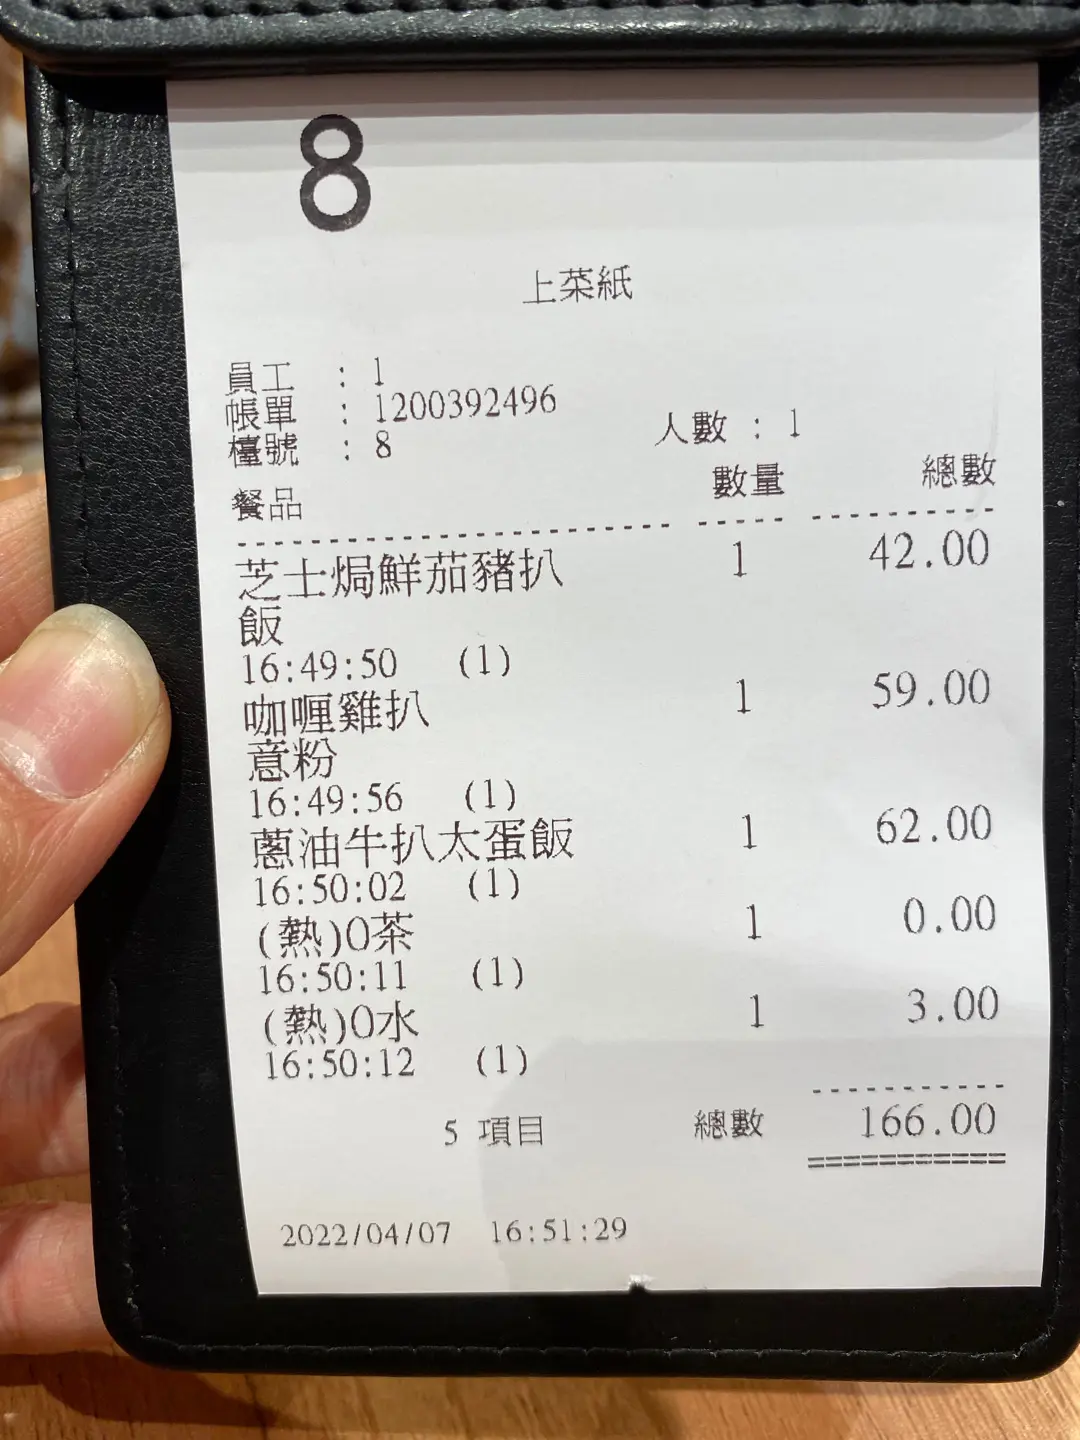 8
上菜紙
員工 : 1
帳單 : 1200392496
檯號 : 8 人數 : 1
餐品 數量 總數
芝士焗鮮茄豬扒 1 42.00
飯
16:49:50 (1)
咖喱雞扒 1 59.00
意粉
16:49:56 (1)
蔥油牛扒太蛋飯 1 62.00
16:50:02 (1)
(熱)0茶 1 0.00
16:50:11 (1)
(熱)0水 1 3.00
16:50:12 (1)
5 項目 總數 166.00
2022/04/07 16:51:29